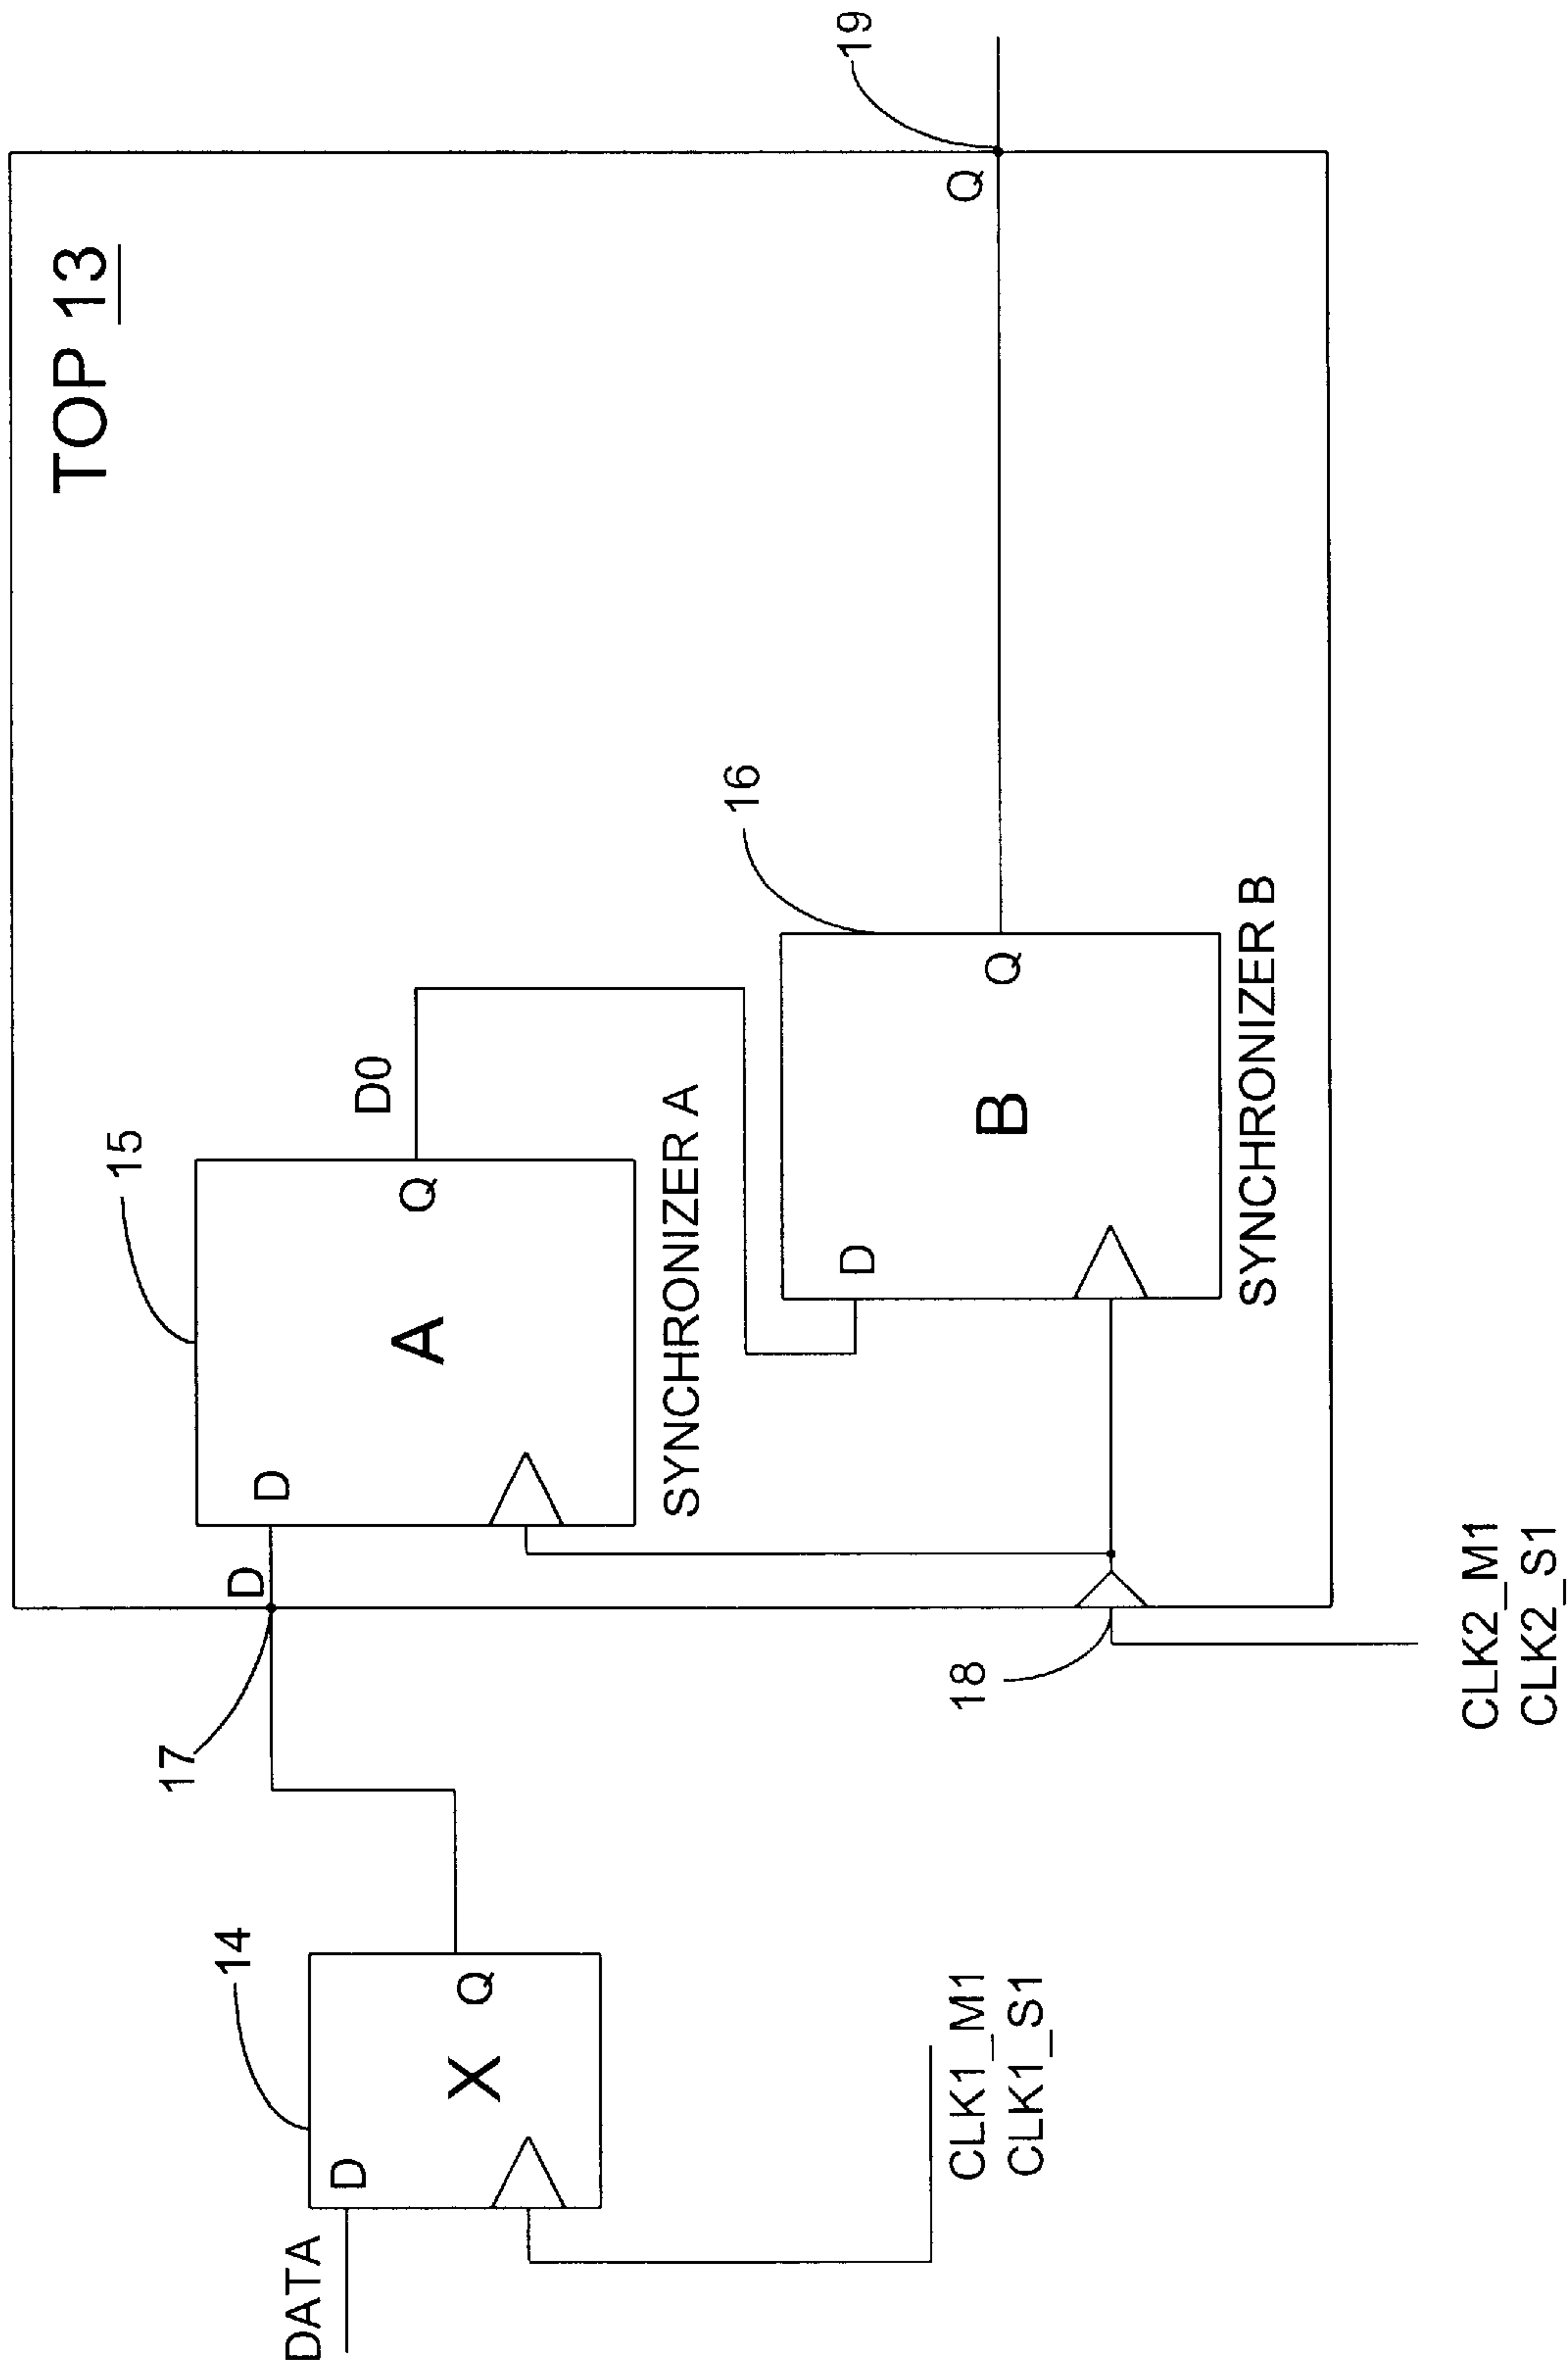 TOP 13
15
D
D
A
Q
D0
SYNCHRONIZER A
17
14
DATA
D
X
Q
CLK1_M1
CLK1_S1
16
D
B
Q
SYNCHRONIZER B
18
CLK2_M1
CLK2_S1
Q
19